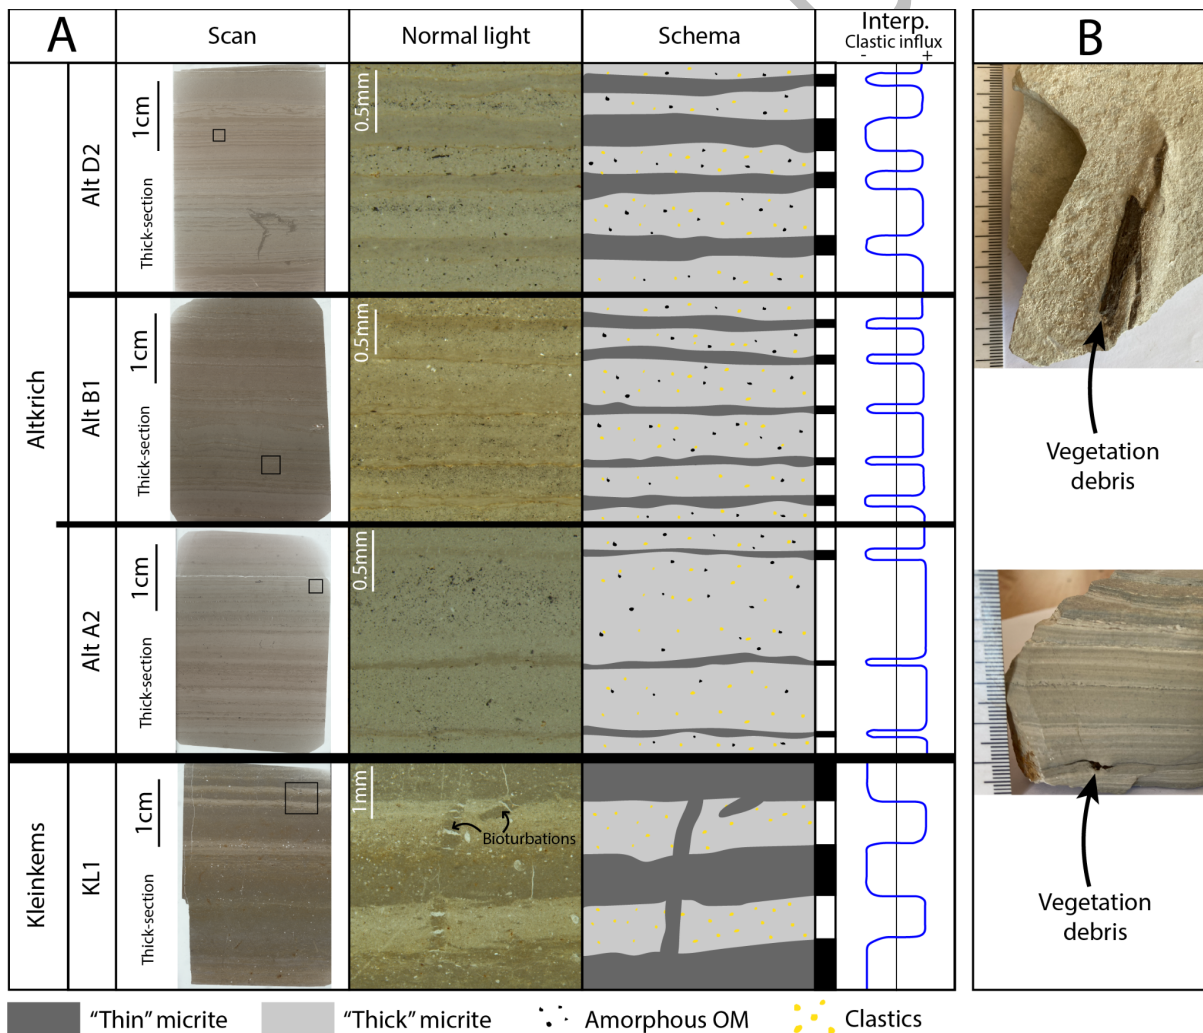 A
Scan
Normal light
Schema
Interp.
Clastic influx
- +
B
Altkrich
Alt D2
Thick-section
1cm
0.5mm
Alt B1
Thick-section
1cm
0.5mm
Alt A2
Thick-section
1cm
0.5mm
Kleinkems
KL1
Thick-section
1cm
1mm
Bioturbations
Vegetation
debris
Vegetation
debris
“Thin” micrite
“Thick” micrite
Amorphous OM
Clastics